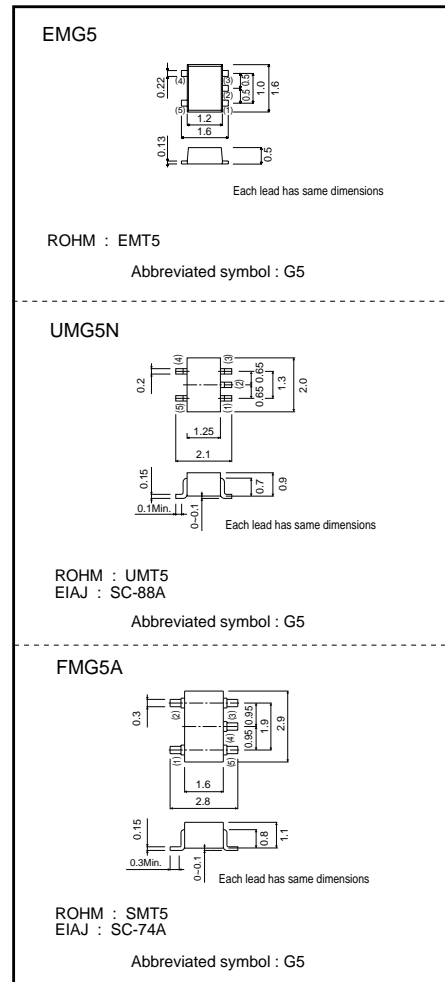 EMG5
0.22
(4)
(3)
(2)
(5)
(1)
0.5
0.5
1.0
1.6
1.2
1.6
0.13
0.5
Each lead has same dimensions
ROHM : EMT5
Abbreviated symbol : G5
UMG5N
0.2
(4)
(3)
(2)
(5)
(1)
0.65
0.65
1.3
2.0
1.25
2.1
0.15
0.1Min.
0~0.1
0.7
0.9
Each lead has same dimensions
ROHM : UMT5
EIAJ : SC-88A
Abbreviated symbol : G5
FMG5A
0.3
(2)
(3)
(4)
(1)
(5)
0.95
0.95
1.9
2.9
1.6
2.8
0.15
0.3Min.
0~0.1
0.8
1.1
Each lead has same dimensions
ROHM : SMT5
EIAJ : SC-74A
Abbreviated symbol : G5